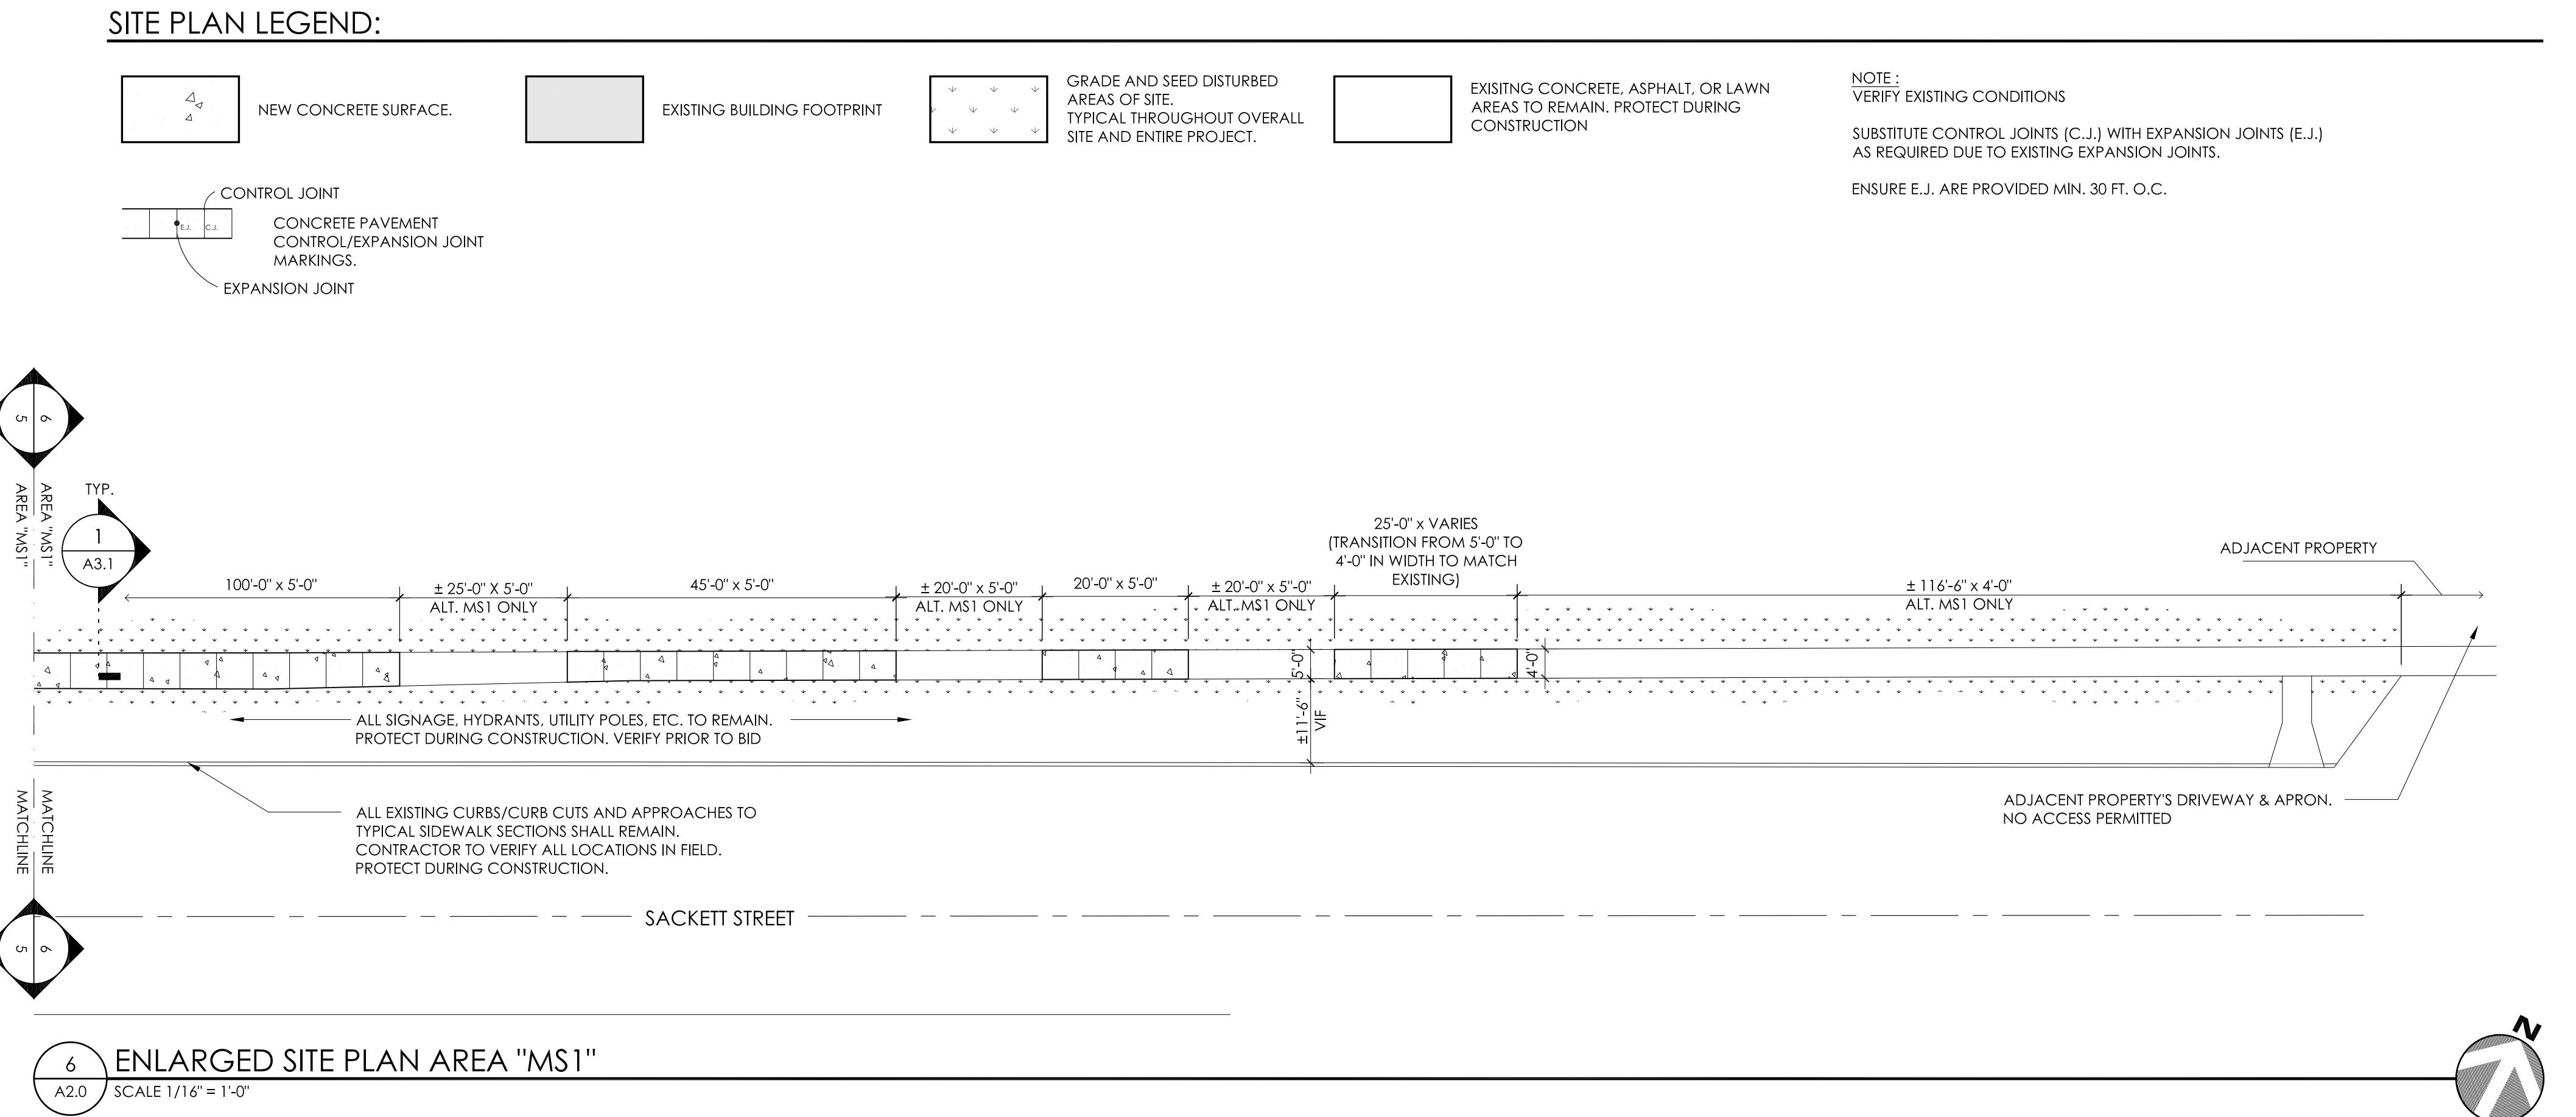 SITE PLAN LEGEND:
NEW CONCRETE SURFACE.
EXISTING BUILDING FOOTPRINT
GRADE AND SEED DISTURBED
AREAS OF SITE.
TYPICAL THROUGHOUT OVERALL
SITE AND ENTIRE PROJECT.
EXISITNG CONCRETE, ASPHALT, OR LAWN
AREAS TO REMAIN. PROTECT DURING
CONSTRUCTION
NOTE :
VERIFY EXISTING CONDITIONS
SUBSTITUTE CONTROL JOINTS (C.J.) WITH EXPANSION JOINTS (E.J.)
AS REQUIRED DUE TO EXISTING EXPANSION JOINTS.
ENSURE E.J. ARE PROVIDED MIN. 30 FT. O.C.
CONTROL JOINT
E.J.
C.J.
CONCRETE PAVEMENT
CONTROL/EXPANSION JOINT
MARKINGS.
EXPANSION JOINT
5
6
AREA "MS1"
AREA "MS1"
TYP.
1
A3.1
100'-0" x 5'-0"
± 25'-0" X 5'-0"
ALT. MS1 ONLY
45'-0" x 5'-0"
± 20'-0" x 5'-0"
ALT. MS1 ONLY
20'-0" x 5'-0"
± 20'-0" x 5"-0"
ALT. MS1 ONLY
25'-0" x VARIES
(TRANSITION FROM 5'-0" TO
4'-0" IN WIDTH TO MATCH
EXISTING)
± 116'-6" x 4'-0"
ALT. MS1 ONLY
ADJACENT PROPERTY
5'-0"
4'-0"
±11'-6"
VIF
ALL SIGNAGE, HYDRANTS, UTILITY POLES, ETC. TO REMAIN.
PROTECT DURING CONSTRUCTION. VERIFY PRIOR TO BID
ALL EXISTING CURBS/CURB CUTS AND APPROACHES TO
TYPICAL SIDEWALK SECTIONS SHALL REMAIN.
CONTRACTOR TO VERIFY ALL LOCATIONS IN FIELD.
PROTECT DURING CONSTRUCTION.
ADJACENT PROPERTY'S DRIVEWAY & APRON.
NO ACCESS PERMITTED
MATCHLINE
MATCHLINE
SACKETT STREET
5
6
6
A2.0
ENLARGED SITE PLAN AREA "MS1"
SCALE 1/16" = 1'-0"
N